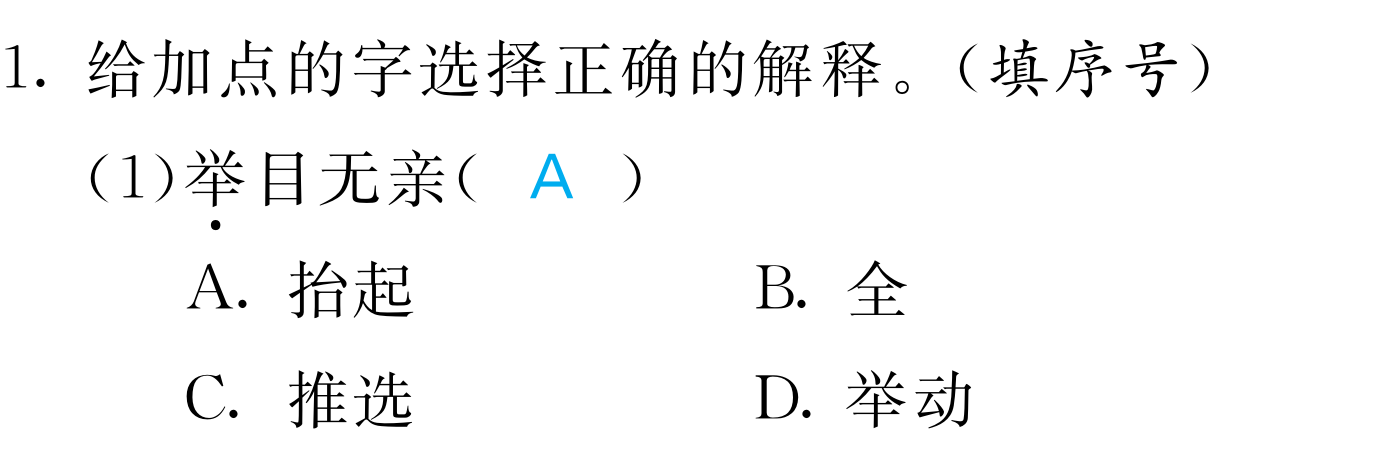 1. 给加点的字选择正确的解释。（填序号）
（1）举目无亲（ A ）
A. 抬起 B. 全
C. 推选 D. 举动